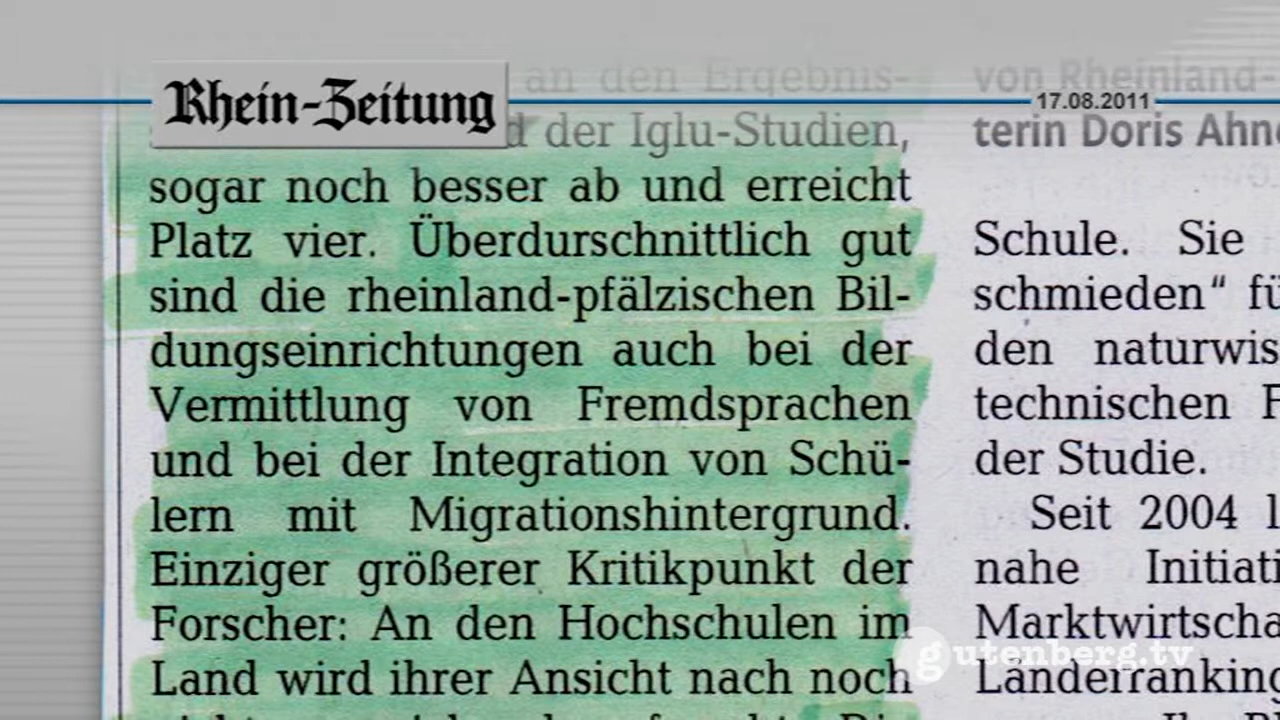 Rhein-Zeitung
17.08.2011
an den Ergebnis-
der Iglu-Studien,
sogar noch besser ab und erreicht
Platz vier. Überdurschnittlich gut
sind die rheinland-pfälzischen Bil-
dungseinrichtungen auch bei der
Vermittlung von Fremdsprachen
und bei der Integration von Schü-
lern mit Migrationshintergrund.
Einziger größerer Kritikpunkt der
Forscher: An den Hochschulen im
Land wird ihrer Ansicht nach noch
von Rheinland-
terin Doris Ahn
Schule. Sie
schmieden" fü
den naturwis
technischen F
der Studie.
Seit 2004 l
nahe Initiati
Marktwirtscha
Länderranking
gutenberg.tv